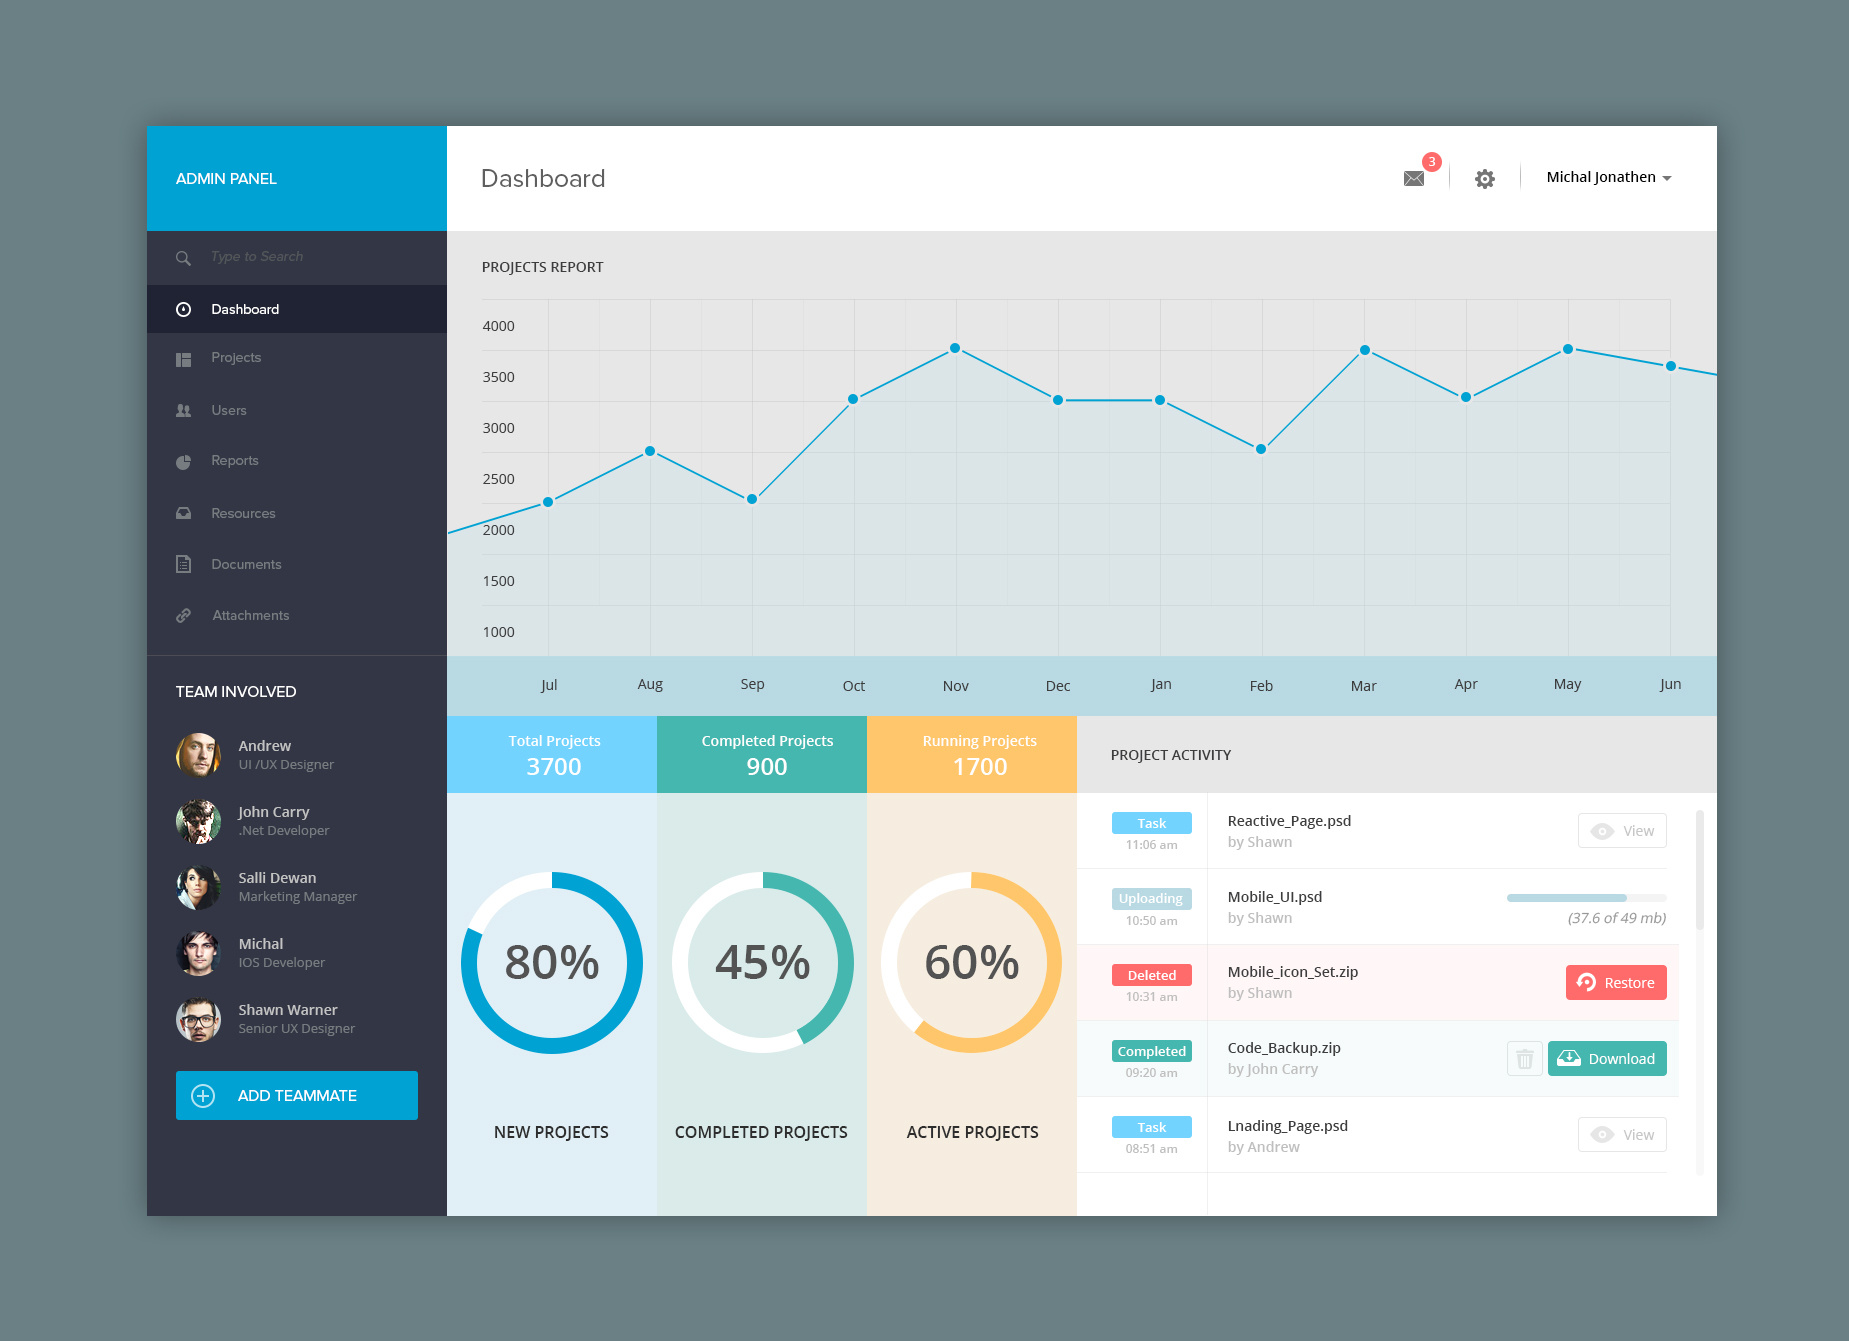 ADMIN PANEL
Type to Search
Dashboard
Projects
Users
Reports
Resources
Documents
Attachments
TEAM INVOLVED
Andrew
UI /UX Designer
John Carry
.Net Developer
Salli Dewan
Marketing Manager
Michal
IOS Developer
Shawn Warner
Senior UX Designer
ADD TEAMMATE
Dashboard
3
Michal Jonathen
PROJECTS REPORT
4000
3500
3000
2500
2000
1500
1000
Jul Aug Sep Oct Nov Dec Jan Feb Mar Apr May Jun
Total Projects
3700
Completed Projects
900
Running Projects
1700
80%
NEW PROJECTS
45%
COMPLETED PROJECTS
60%
ACTIVE PROJECTS
PROJECT ACTIVITY
Task
11:06 am
Reactive_Page.psd
by Shawn
View
Uploading
10:50 am
Mobile_UI.psd
by Shawn
(37.6 of 49 mb)
Deleted
10:31 am
Mobile_icon_Set.zip
by Shawn
Restore
Completed
09:20 am
Code_Backup.zip
by John Carry
Download
Task
08:51 am
Lnading_Page.psd
by Andrew
View